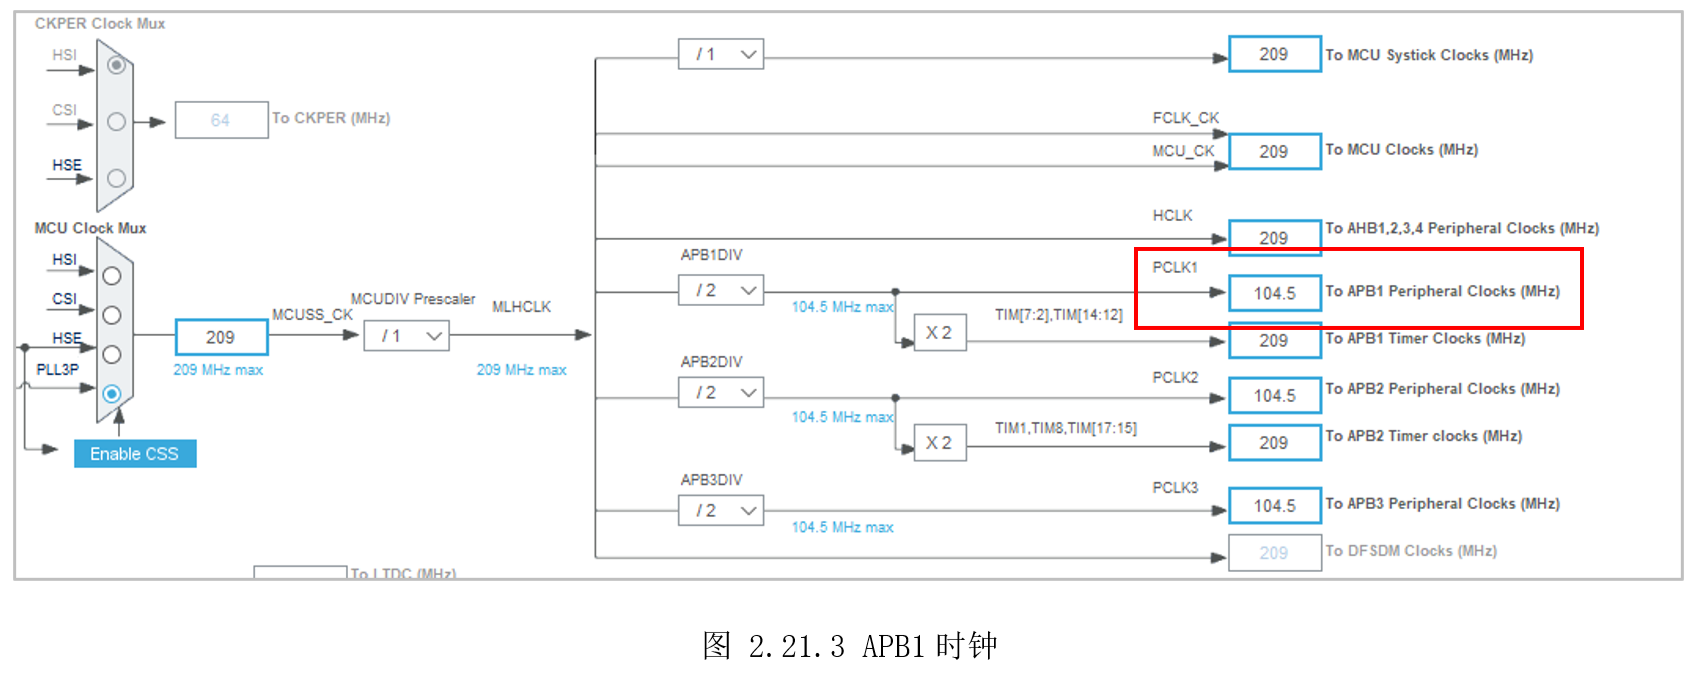 CKPER Clock Mux
HSI
CSI
HSE
64
To CKPER (MHz)
MCU Clock Mux
HSI
CSI
HSE
PLL3P
Enable CSS
209
209 MHz max
MCUSS_CK
MCUDIV Prescaler
/ 1
MLHCLK
209 MHz max
/ 1
209
To MCU Systick Clocks (MHz)
FCLK_CK
MCU_CK
209
To MCU Clocks (MHz)
HCLK
209
To AHB1,2,3,4 Peripheral Clocks (MHz)
APB1DIV
/ 2
104.5 MHz max
PCLK1
104.5
To APB1 Peripheral Clocks (MHz)
X 2
TIM[7:2],TIM[14:12]
209
To APB1 Timer Clocks (MHz)
APB2DIV
/ 2
104.5 MHz max
PCLK2
104.5
To APB2 Peripheral Clocks (MHz)
X 2
TIM1,TIM8,TIM[17:15]
209
To APB2 Timer clocks (MHz)
APB3DIV
/ 2
104.5 MHz max
PCLK3
104.5
To APB3 Peripheral Clocks (MHz)
209
To DFSDM Clocks (MHz)
To LTDC (MHz)
图 2.21.3 APB1时钟